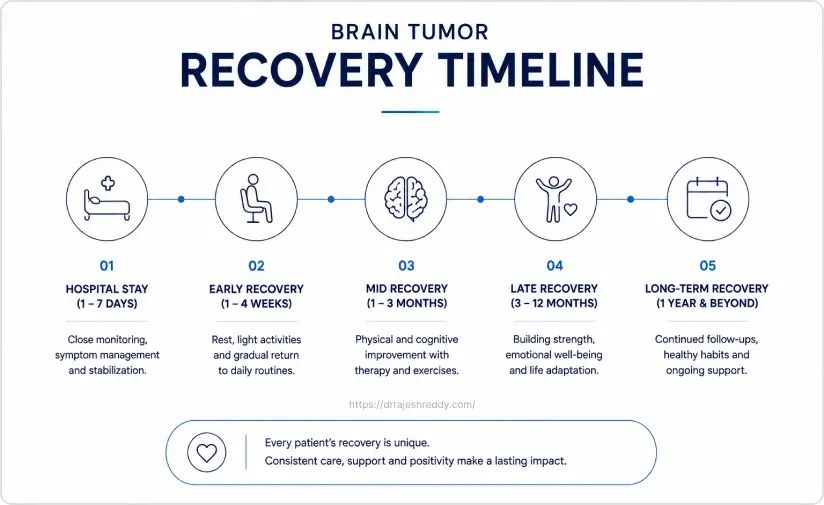 BRAIN TUMOR
RECOVERY TIMELINE
01
HOSPITAL STAY
(1 – 7 DAYS)
Close monitoring,
symptom management
and stabilization.
02
EARLY RECOVERY
(1 – 4 WEEKS)
Rest, light activities
and gradual return
to daily routines.
03
MID RECOVERY
(1 – 3 MONTHS)
Physical and cognitive
improvement with
therapy and exercises.
04
LATE RECOVERY
(3 – 12 MONTHS)
Building strength,
emotional well-being
and life adaptation.
05
LONG-TERM RECOVERY
(1 YEAR & BEYOND)
Continued follow-ups,
healthy habits and
ongoing support.
https://drrajeshreddy.com/
Every patient's recovery is unique.
Consistent care, support and positivity make a lasting impact.